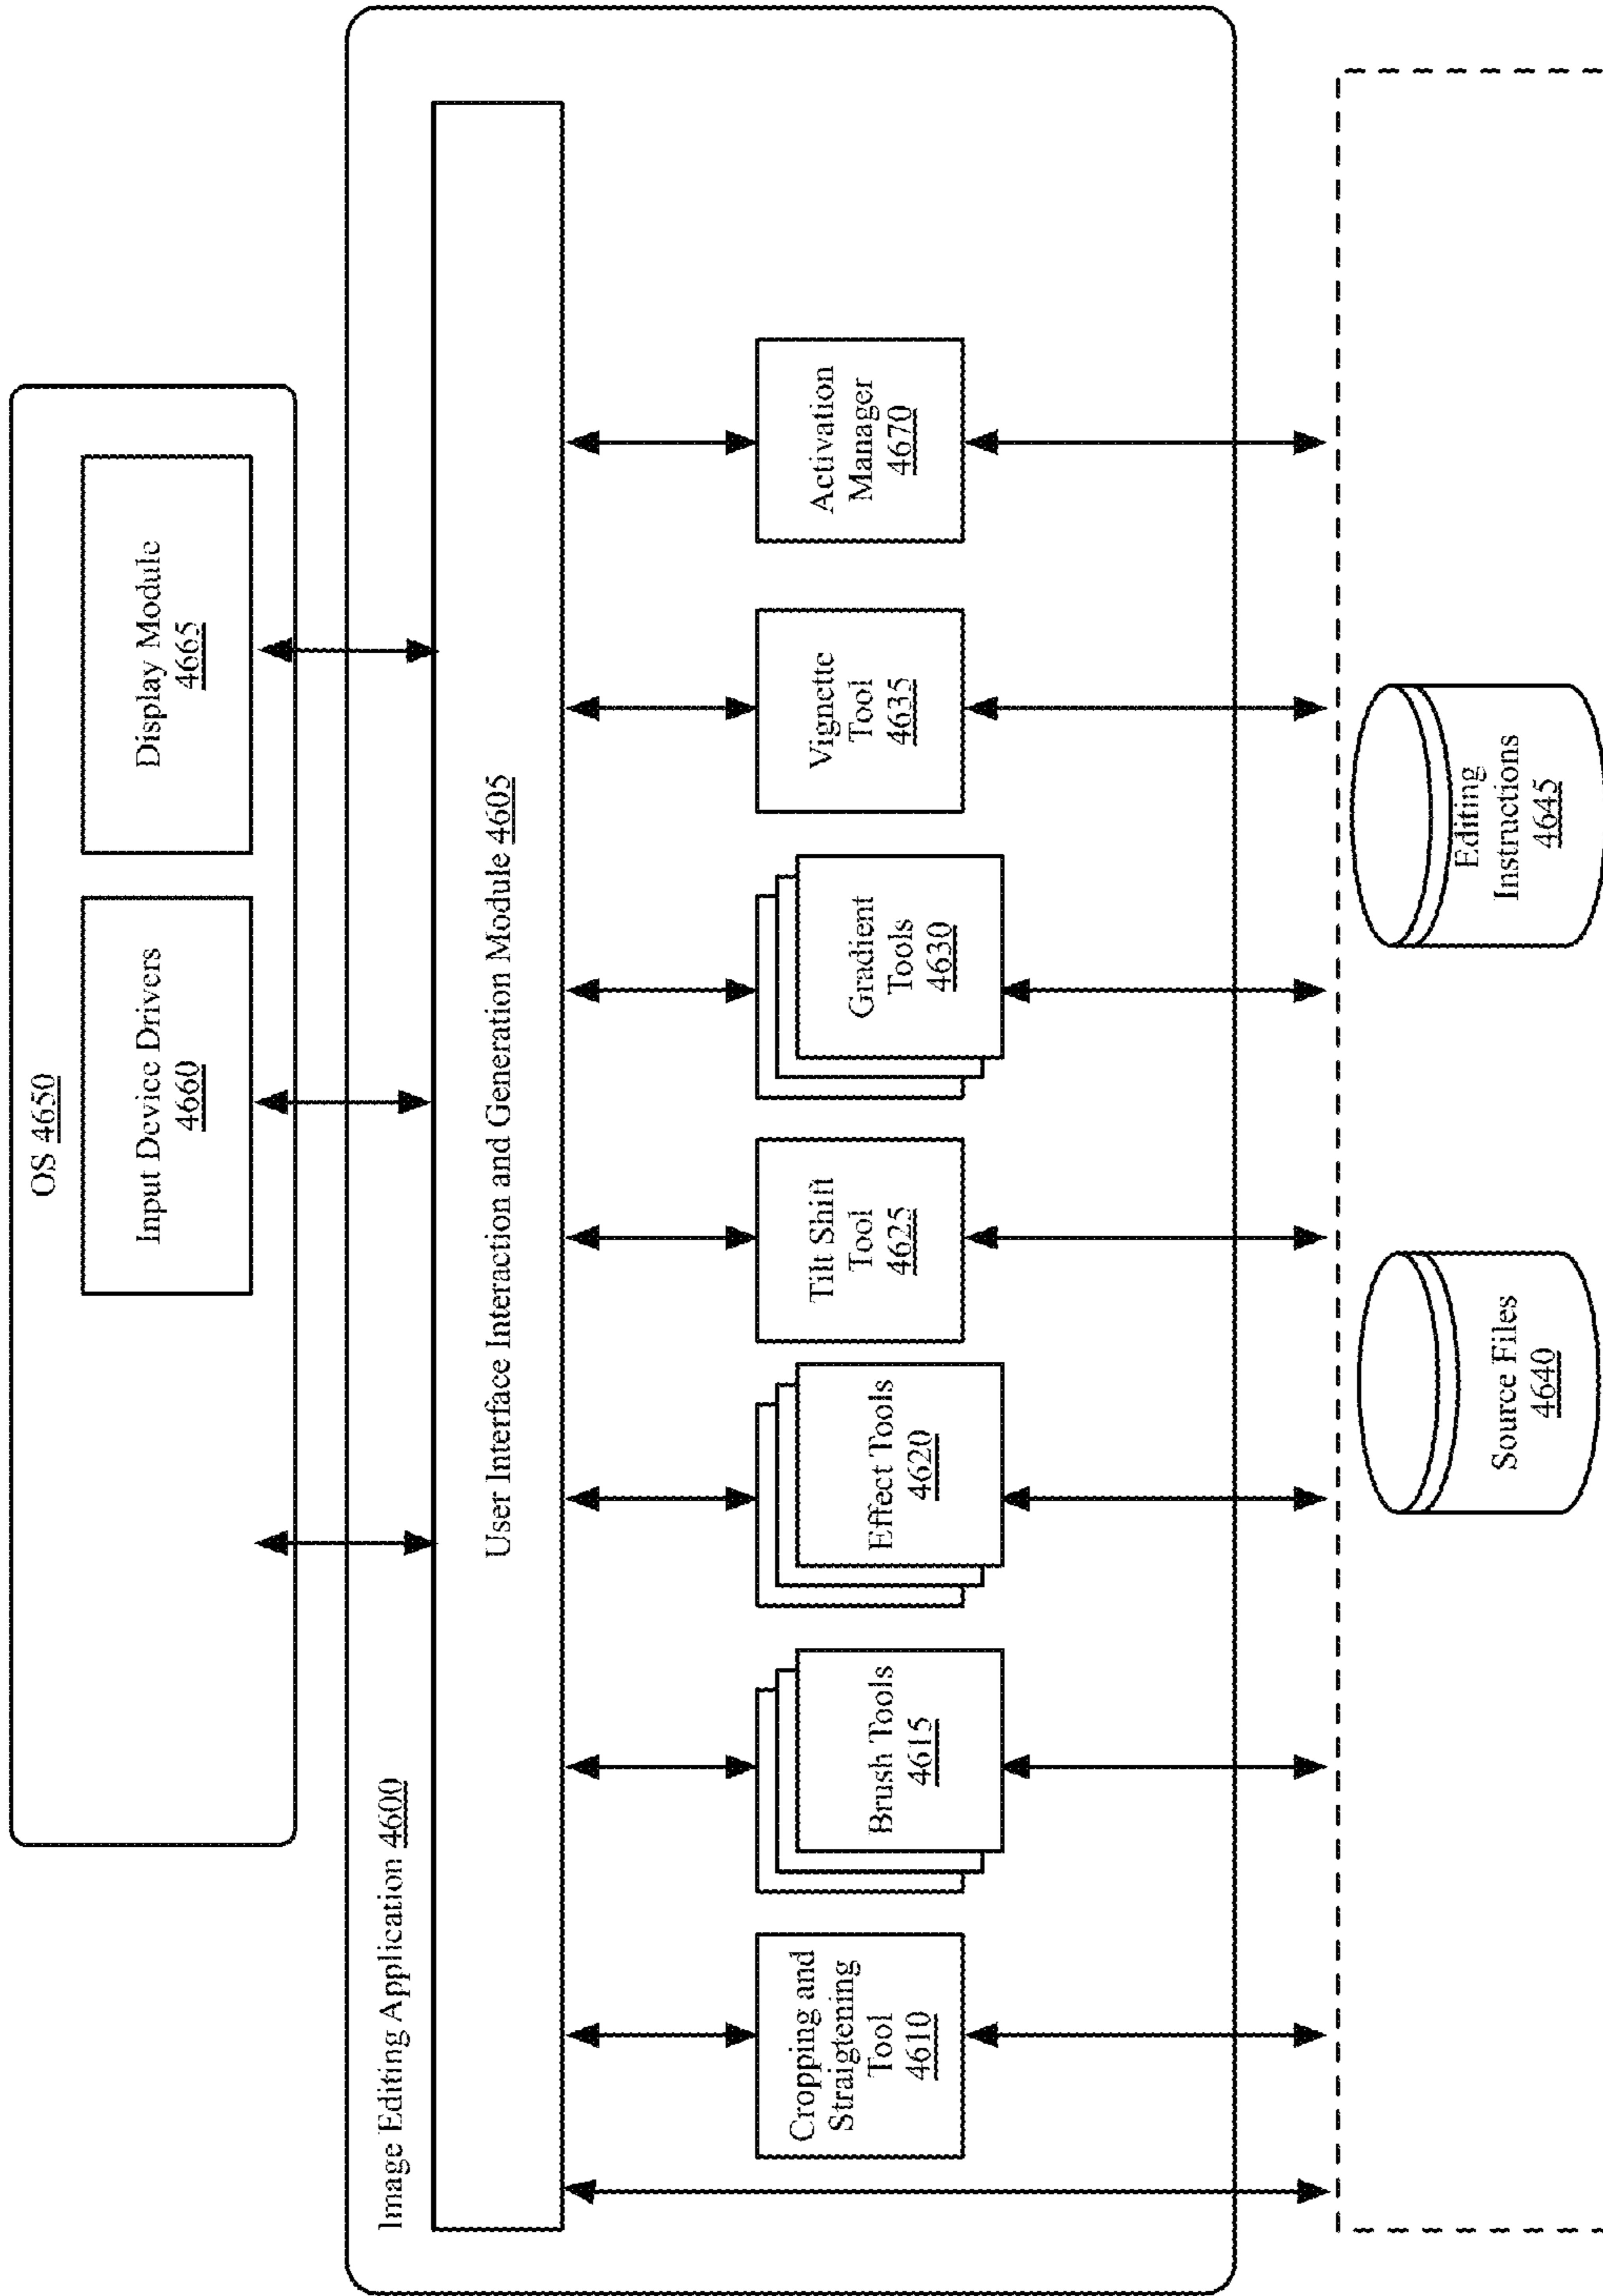 OS 4650
Input Device Drivers
4660
Display Module
4665
Image Editing Application 4600
User Interface Interaction and Generation Module 4605
Cropping and
Straigtening
Tool
4610
Brush Tools
4615
Effect Tools
4620
Tilt Shift
Tool
4625
Gradient
Tools
4630
Vignette
Tool
4635
Activation
Manager
4670
Source Files
4640
Editing
Instructions
4645